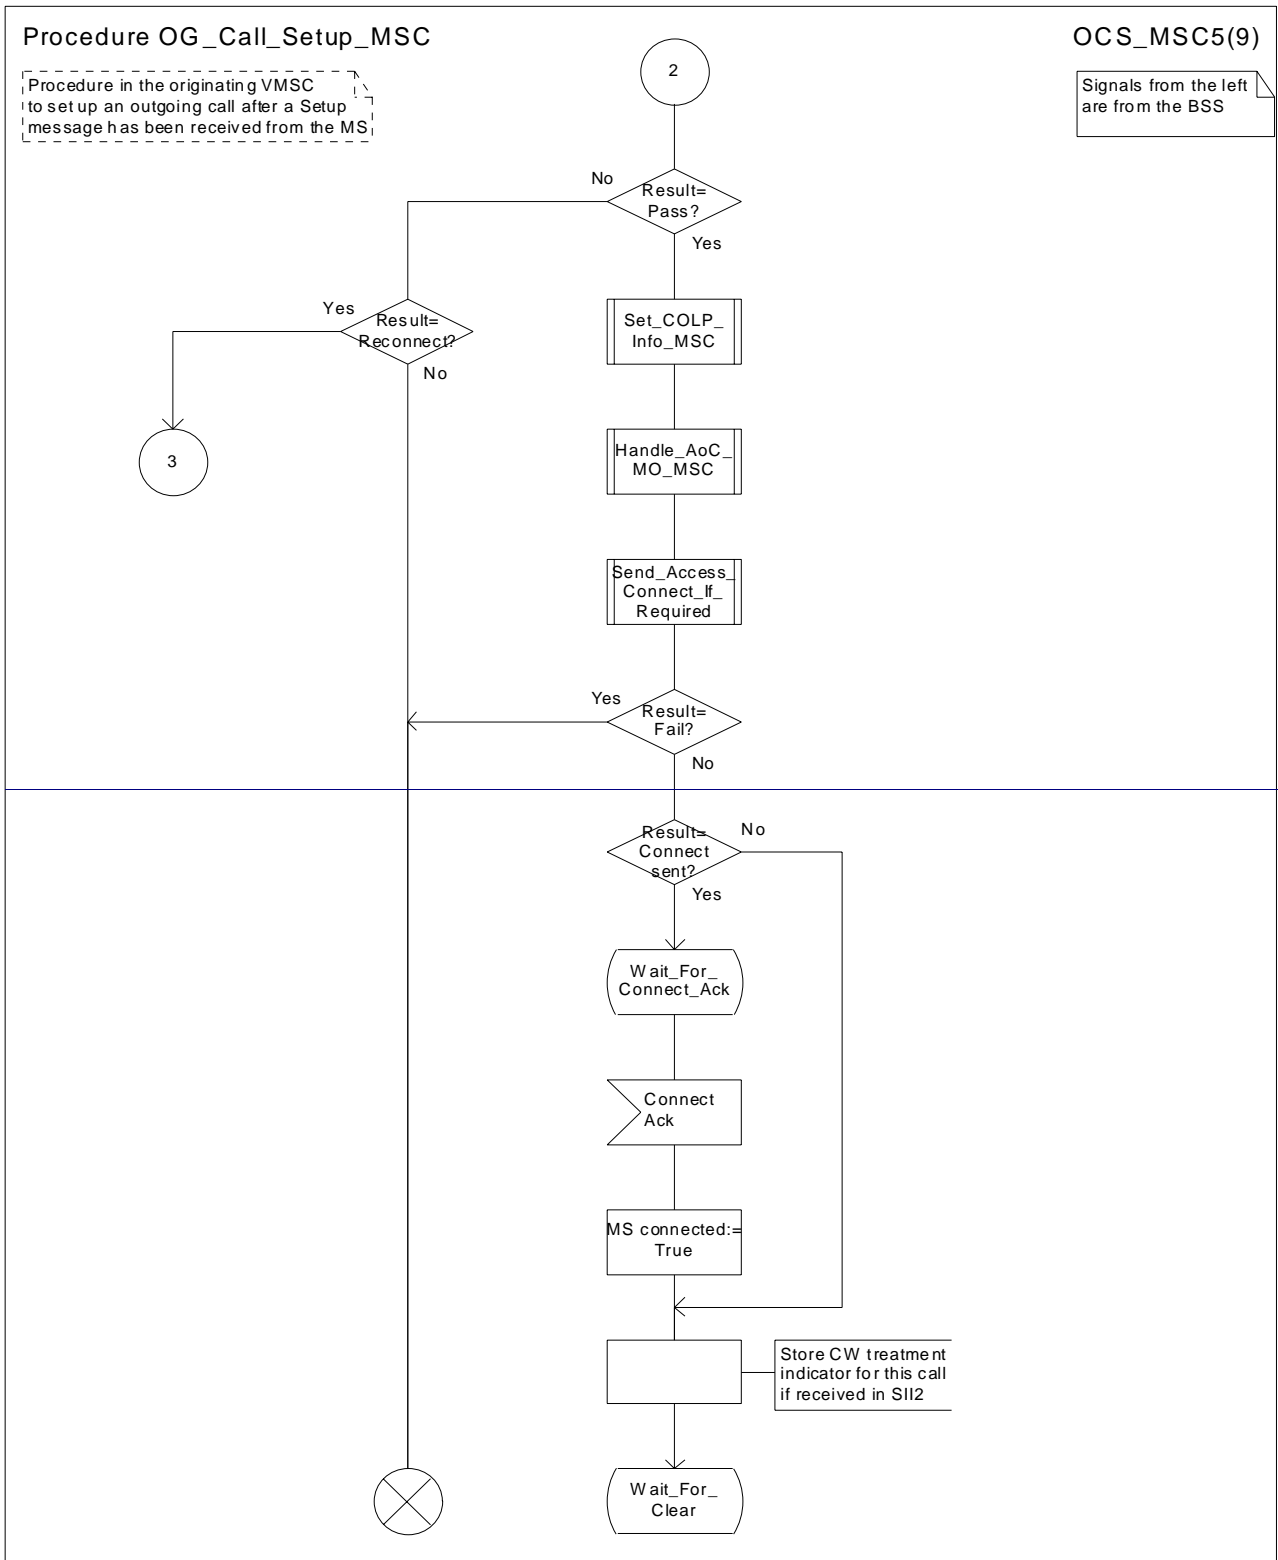 Procedure OG_Call_Setup_MSC
OCS_MSC5(9)
Procedure in the originating VMSC
to set up an outgoing call after a Setup
message has been received from the MS
2
Signals from the left
are from the BSS
No
Result=
Pass?
Yes
Yes
Result=
Reconnect?
No
Set_COLP_
Info_MSC
3
Handle_AoC_
MO_MSC
Send_Access_
Connect_If_
Required
Yes
Result=
Fail?
No
Result=
Connect
sent?
No
Yes
Wait_For_
Connect_Ack
Connect
Ack
MS connected:=
True
Store CW treatment
indicator for this call
if received in SII2
Wait_For_
Clear